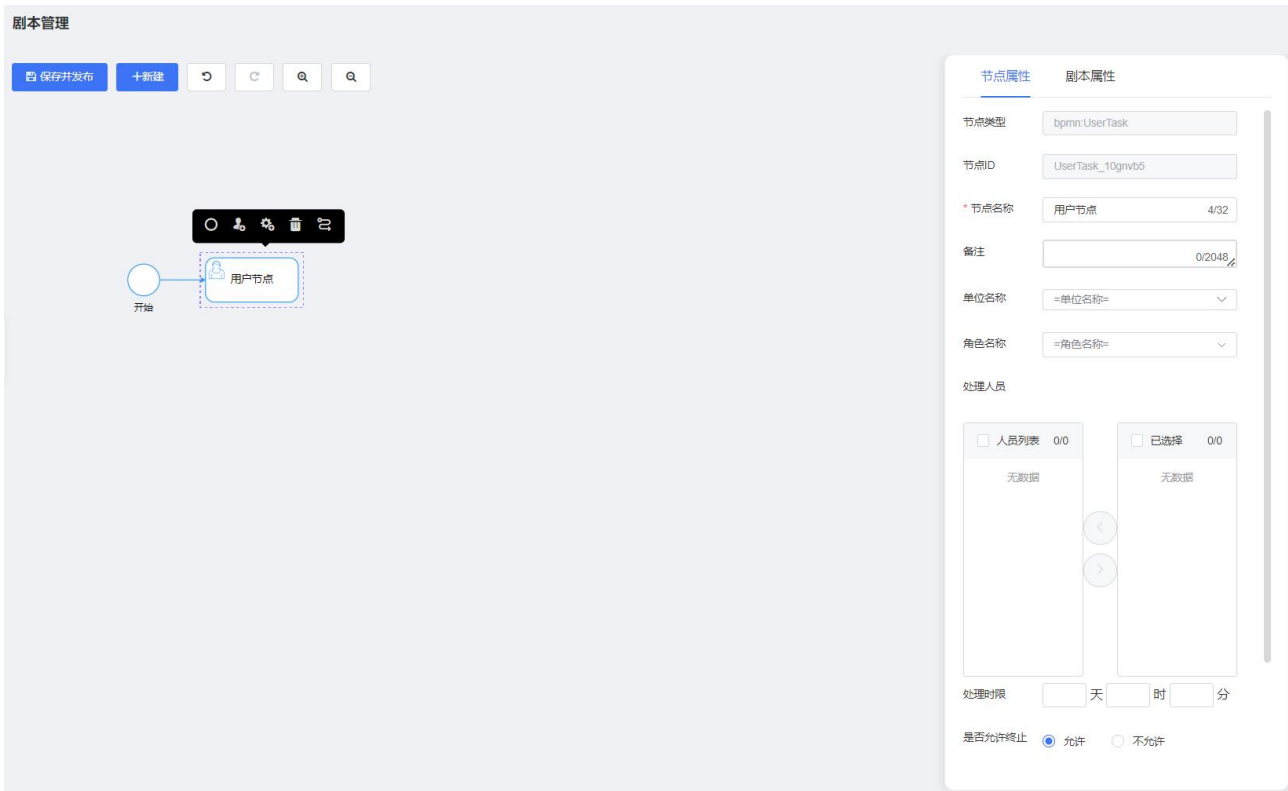 剧本管理
保存并发布
+新建
用户节点
开始
节点属性 剧本属性
节点类型 bpmn:UserTask
节点ID UserTask_10gnvb5
* 节点名称 用户节点 4/32
备注 0/2048
单位名称 =单位名称=
角色名称 =角色名称=
处理人员
人员列表 0/0 已选择 0/0
无数据 无数据
处理时限 天 时 分
是否允许终止 允许 不允许